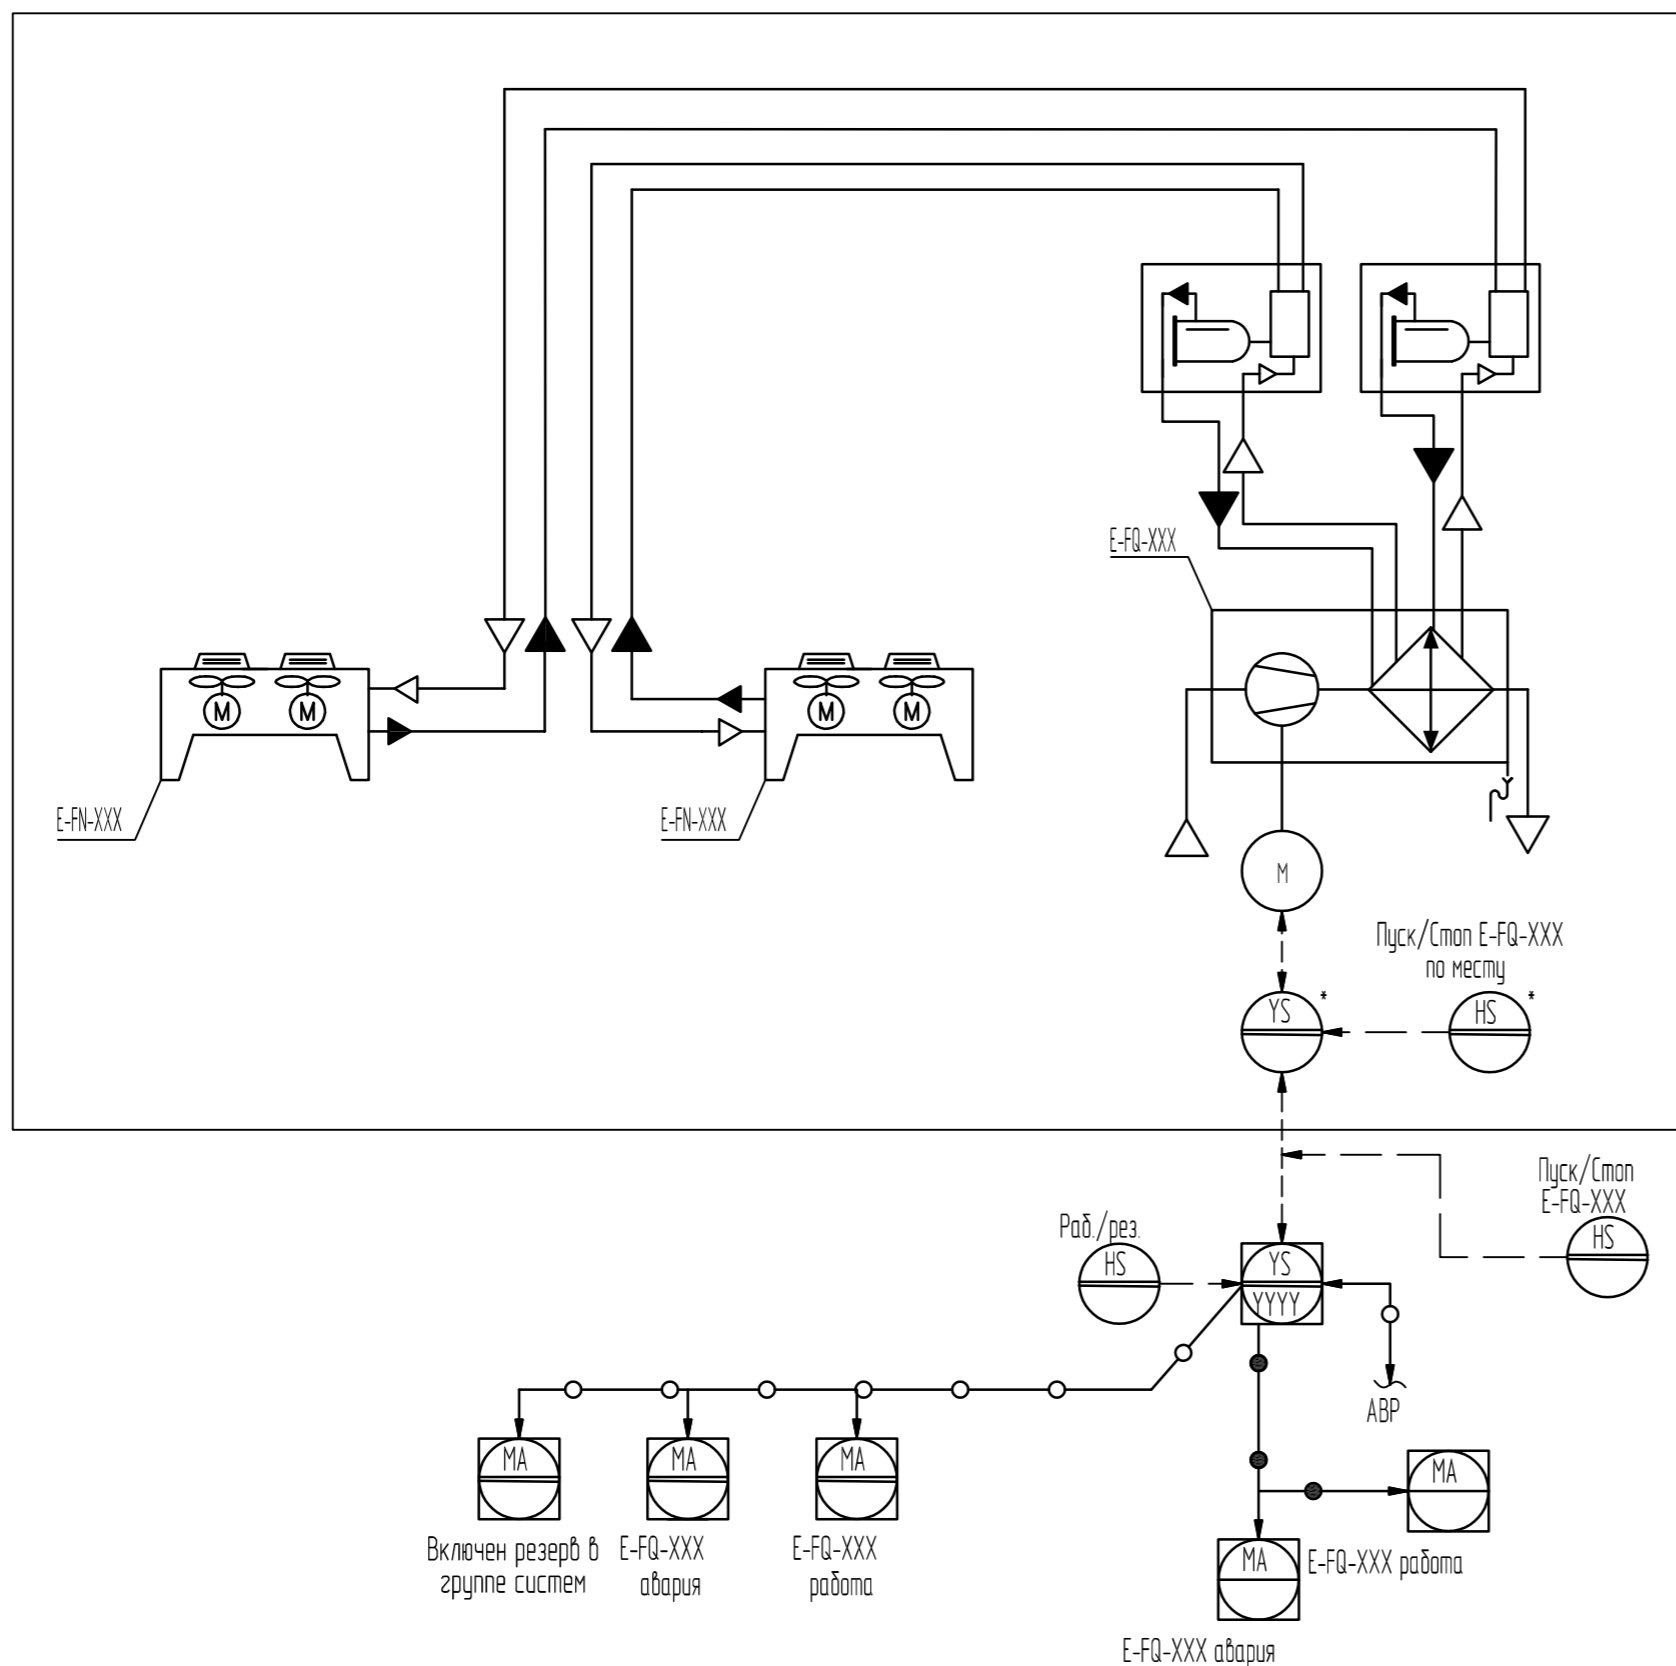 E-FQ-XXX
M
M
M
M
E-FN-XXX
E-FN-XXX
M
Пуск/Стоп E-FQ-XXX
по месту
YS
*
HS
*
Пуск/Стоп
E-FQ-XXX
HS
Раб./рез.
HS
YS
YYYY
АВР
MA
MA
MA
MA
Включен резерв в
группе систем
E-FQ-XXX
авария
E-FQ-XXX
работа
MA
E-FQ-XXX работа
E-FQ-XXX авария